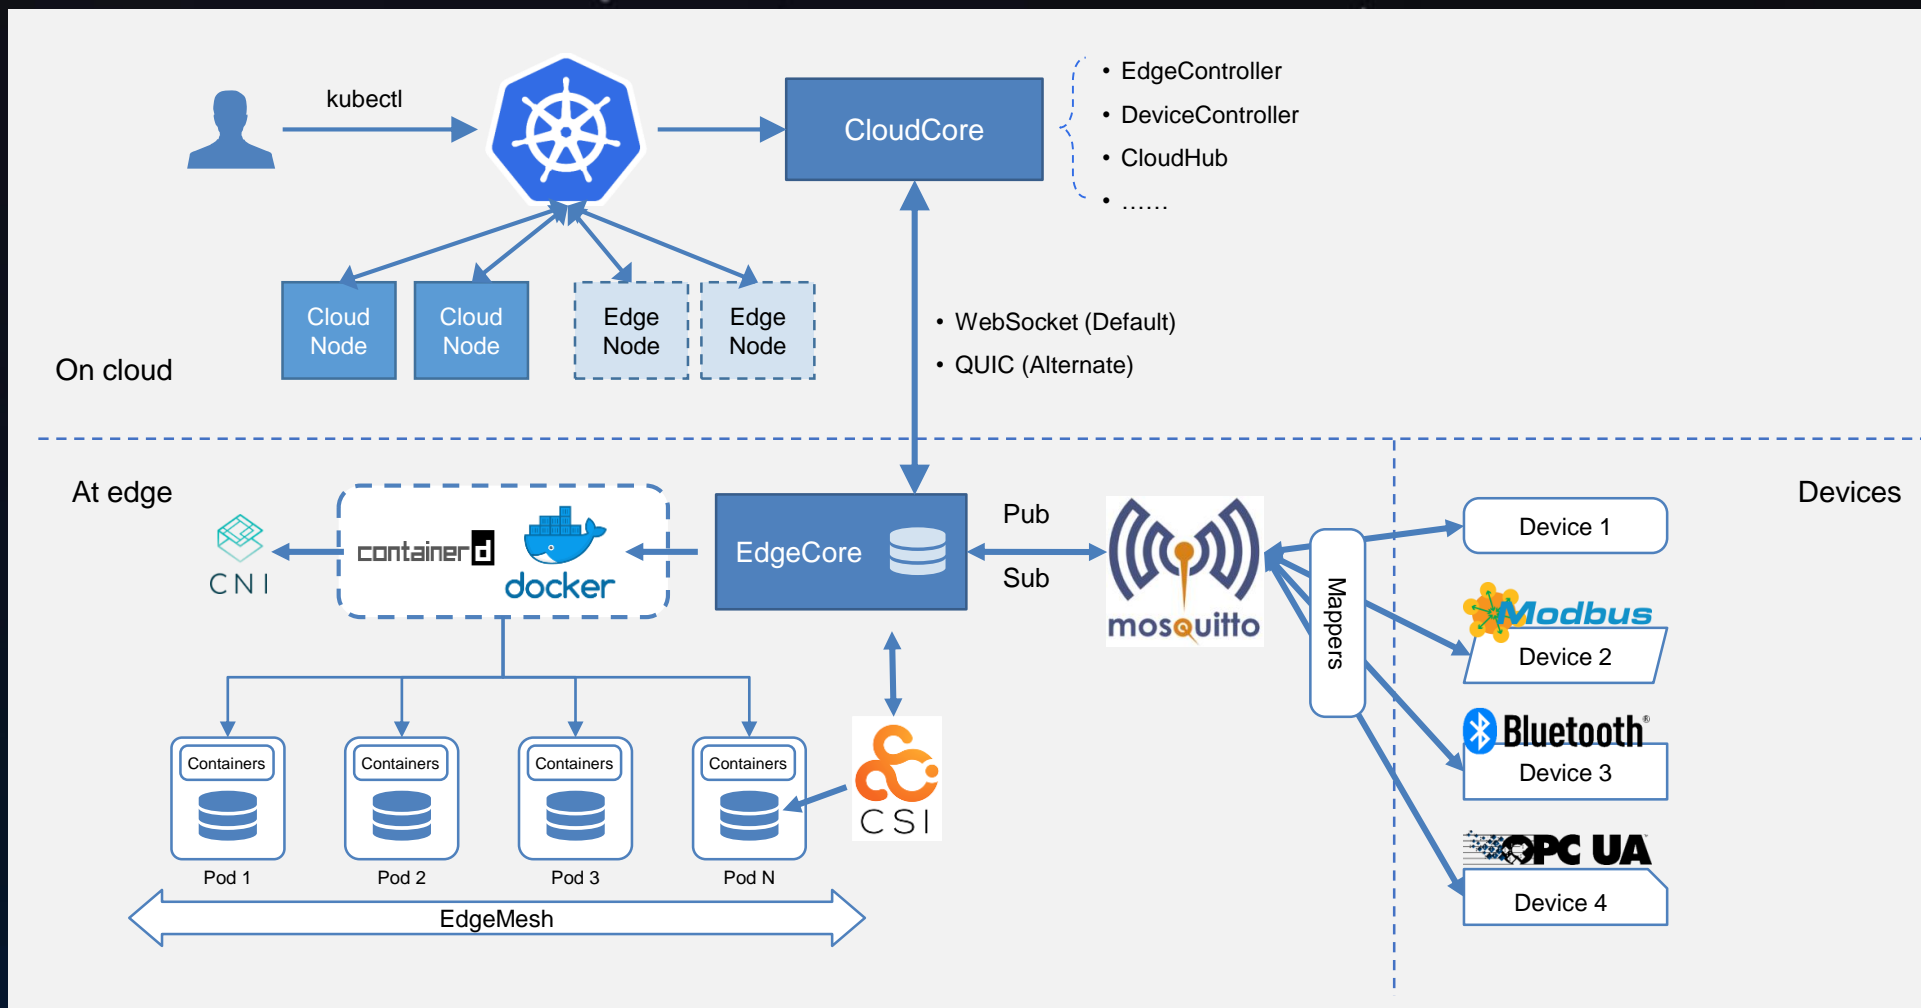 kubectl
CloudCore
• EdgeController
• DeviceController
• CloudHub
• ……
Cloud
Node
Cloud
Node
Edge
Node
Edge
Node
On cloud
• WebSocket (Default)
• QUIC (Alternate)
At edge
Devices
CNI
containerd
docker
EdgeCore
Pub
Sub
mosquitto
Mappers
Device 1
Modbus
Device 2
Bluetooth®
Device 3
OPC UA
Device 4
Containers
Containers
Containers
Containers
CSI
Pod 1
Pod 2
Pod 3
Pod N
EdgeMesh